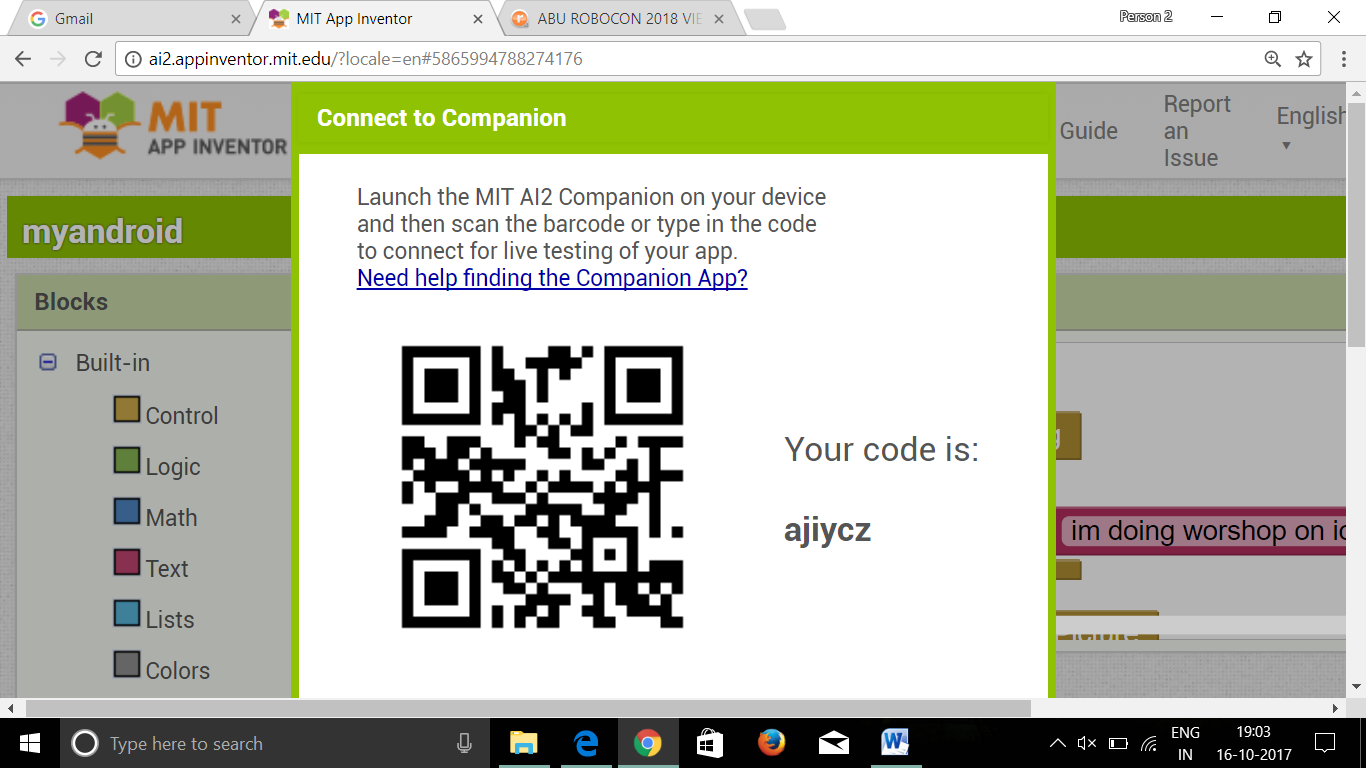 Gmail
MIT App Inventor
ABU ROBOCON 2018 VIE
Person 2
ai2.appinventor.mit.edu/?locale=en#5865994788274176
MIT
APP INVENTOR
Guide
Report
an
Issue
English
myandroid
Connect to Companion
Launch the MIT AI2 Companion on your device
and then scan the barcode or type in the code
to connect for live testing of your app.
Need help finding the Companion App?
Your code is:
ajiycz
Blocks
Built-in
Control
Logic
Math
Text
Lists
Colors
im doing worshop on
Type here to search
ENG
IN
19:03
16-10-2017